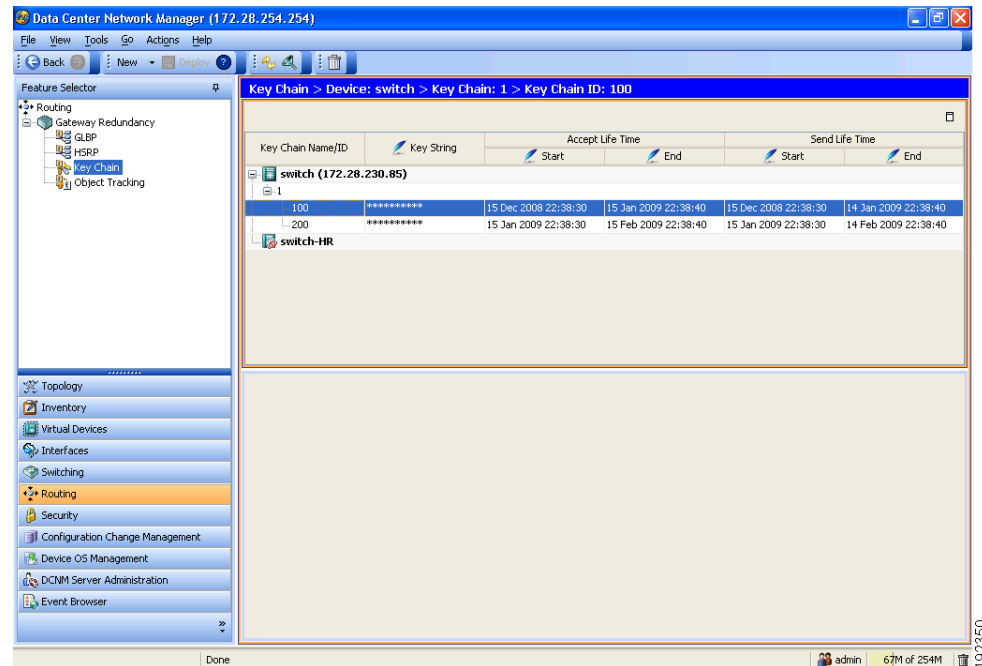 Data Center Network Manager (172.28.254.254)
File View Tools Go Actions Help
Back New Deploy ?
Feature Selector
Key Chain > Device: switch > Key Chain: 1 > Key Chain ID: 100
Routing
Gateway Redundancy
GLBP
HSRP
Key Chain
Object Tracking
Key Chain Name/ID Key String Accept Life Time Send Life Time
Start End Start End
switch (172.28.230.85)
1
100 ********** 15 Dec 2008 22:38:30 15 Jan 2009 22:38:40 15 Dec 2008 22:38:30 14 Jan 2009 22:38:40
200 ********** 15 Jan 2009 22:38:30 15 Feb 2009 22:38:40 15 Jan 2009 22:38:30 14 Feb 2009 22:38:40
switch-HR
Topology
Inventory
Virtual Devices
Interfaces
Switching
Routing
Security
Configuration Change Management
Device OS Management
DCNM Server Administration
Event Browser
»
Done admin 67M of 254M
192350